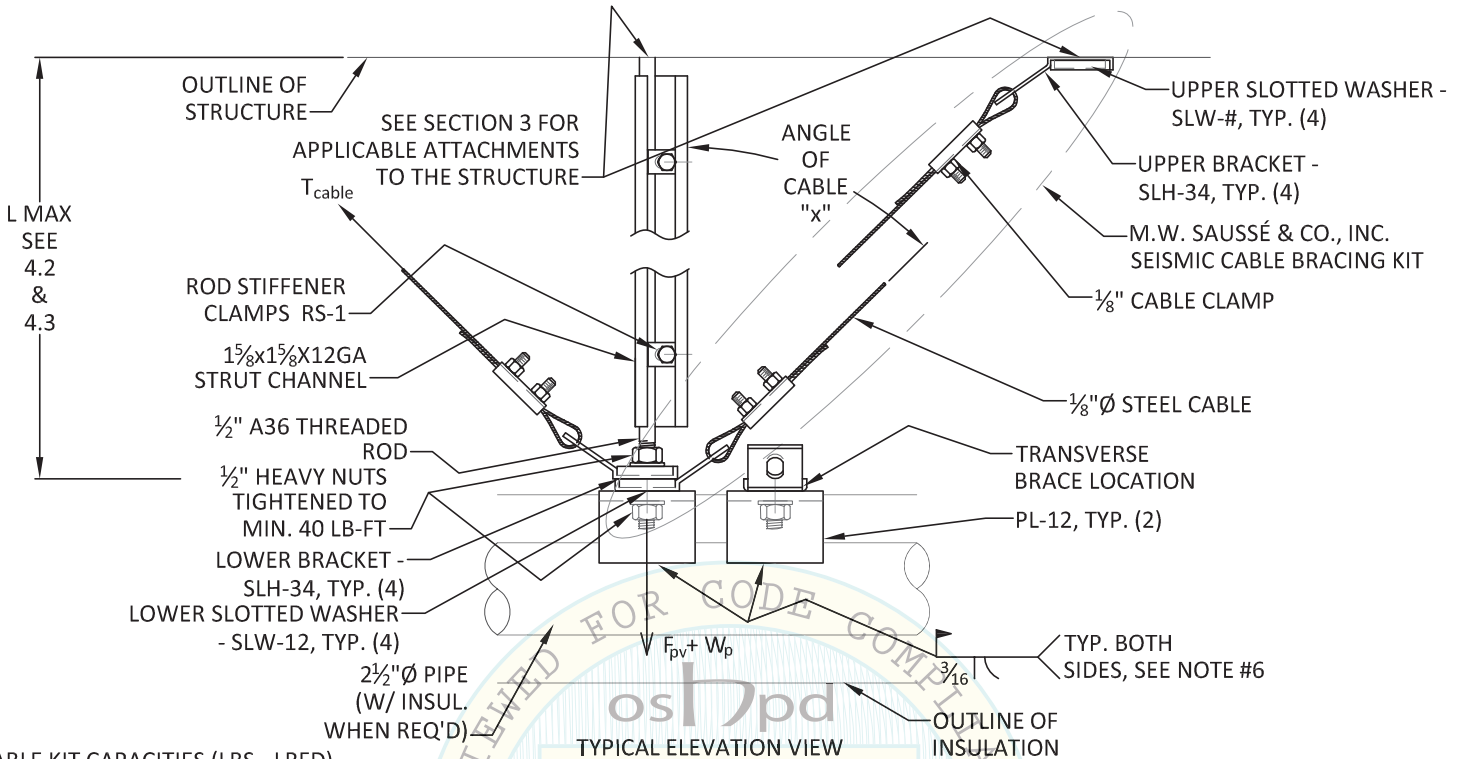 OUTLINE OF
STRUCTURE
SEE SECTION 3 FOR
APPLICABLE ATTACHMENTS
TO THE STRUCTURE
ANGLE
OF
CABLE
"x"
UPPER SLOTTED WASHER -
SLW-#, TYP. (4)
UPPER BRACKET -
SLH-34, TYP. (4)
M.W. SAUSSÉ & CO., INC.
SEISMIC CABLE BRACING KIT
⅛" CABLE CLAMP
Tcable
L MAX
SEE
4.2
&
4.3
ROD STIFFENER
CLAMPS RS-1
1⅝x1⅝X12GA
STRUT CHANNEL
½" A36 THREADED
ROD
½" HEAVY NUTS
TIGHTENED TO
MIN. 40 LB-FT
LOWER BRACKET -
SLH-34, TYP. (4)
LOWER SLOTTED WASHER
- SLW-12, TYP. (4)
2½"Ø PIPE
(W/ INSUL.
WHEN REQ'D)
⅛"Ø STEEL CABLE
TRANSVERSE
BRACE LOCATION
PL-12, TYP. (2)
Fpv+ Wp
3⁄16
TYP. BOTH
SIDES, SEE NOTE #6
OUTLINE OF
INSULATION
FOR CODE
oshpd
TYPICAL ELEVATION VIEW